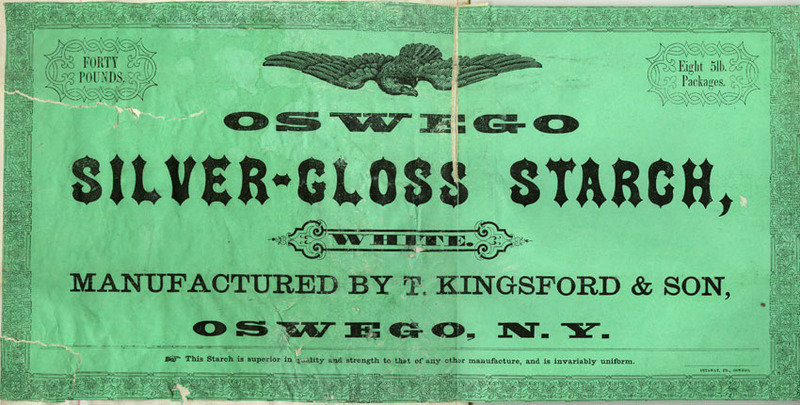 FORTY
POUNDS.
Eight 5lb.
Packages.
OSWEGO
SILVER-GLOSS STARCH,
WHITE.
MANUFACTURED BY T. KINGSFORD & SON,
OSWEGO, N. Y.
☞ This Starch is superior in quality and strength to that of any other manufacture, and is invariably uniform.
OSWEGO.